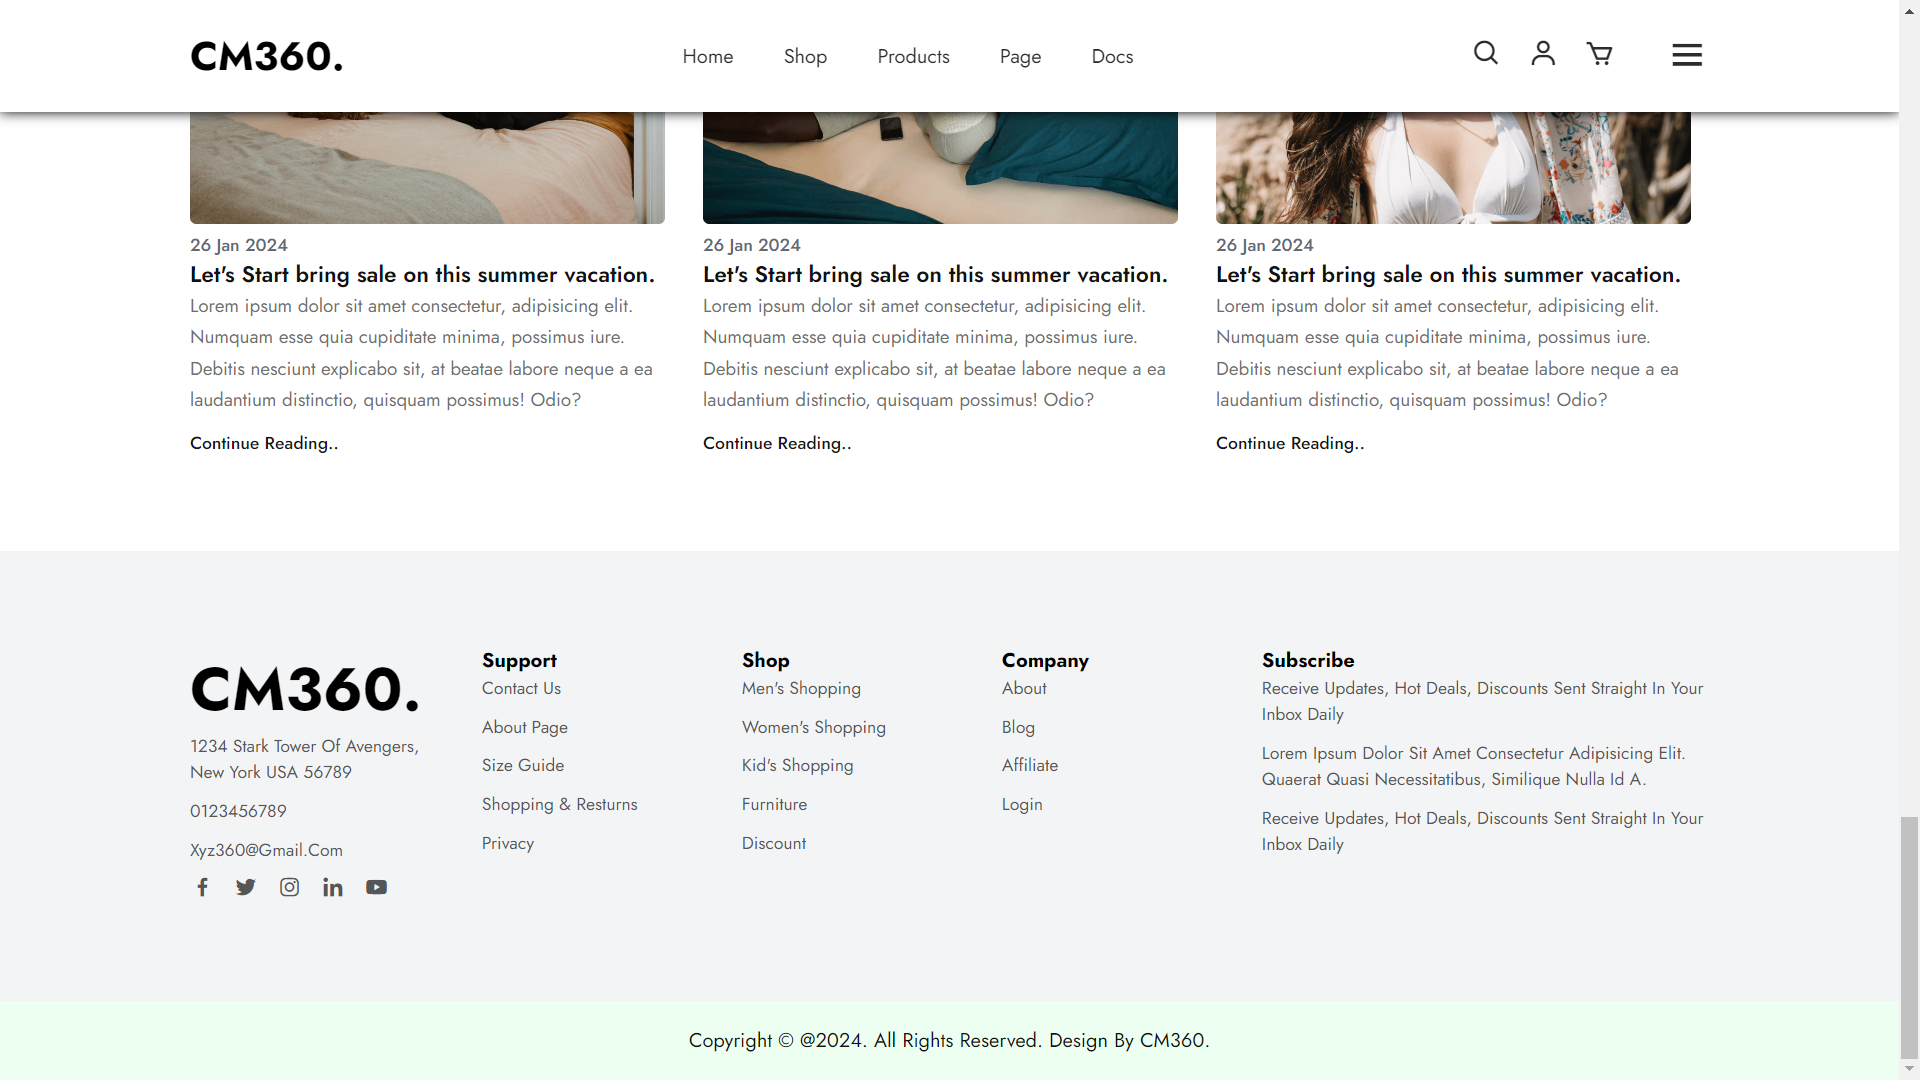 CM360.
Home
Shop
Products
Page
Docs
26 Jan 2024
Let's Start bring sale on this summer vacation.
Lorem ipsum dolor sit amet consectetur, adipisicing elit.
Numquam esse quia cupiditate minima, possimus iure.
Debitis nesciunt explicabo sit, at beatae labore neque a ea
laudantium distinctio, quisquam possimus! Odio?
Continue Reading..
26 Jan 2024
Let's Start bring sale on this summer vacation.
Lorem ipsum dolor sit amet consectetur, adipisicing elit.
Numquam esse quia cupiditate minima, possimus iure.
Debitis nesciunt explicabo sit, at beatae labore neque a ea
laudantium distinctio, quisquam possimus! Odio?
Continue Reading..
26 Jan 2024
Let's Start bring sale on this summer vacation.
Lorem ipsum dolor sit amet consectetur, adipisicing elit.
Numquam esse quia cupiditate minima, possimus iure.
Debitis nesciunt explicabo sit, at beatae labore neque a ea
laudantium distinctio, quisquam possimus! Odio?
Continue Reading..
CM360.
1234 Stark Tower Of Avengers,
New York USA 56789
0123456789
Xyz360@Gmail.Com
Support
Contact Us
About Page
Size Guide
Shopping & Resturns
Privacy
Shop
Men's Shopping
Women's Shopping
Kid's Shopping
Furniture
Discount
Company
About
Blog
Affiliate
Login
Subscribe
Receive Updates, Hot Deals, Discounts Sent Straight In Your
Inbox Daily
Lorem Ipsum Dolor Sit Amet Consectetur Adipisicing Elit.
Quaerat Quasi Necessitatibus, Similique Nulla Id A.
Receive Updates, Hot Deals, Discounts Sent Straight In Your
Inbox Daily
Copyright © @2024. All Rights Reserved. Design By CM360.